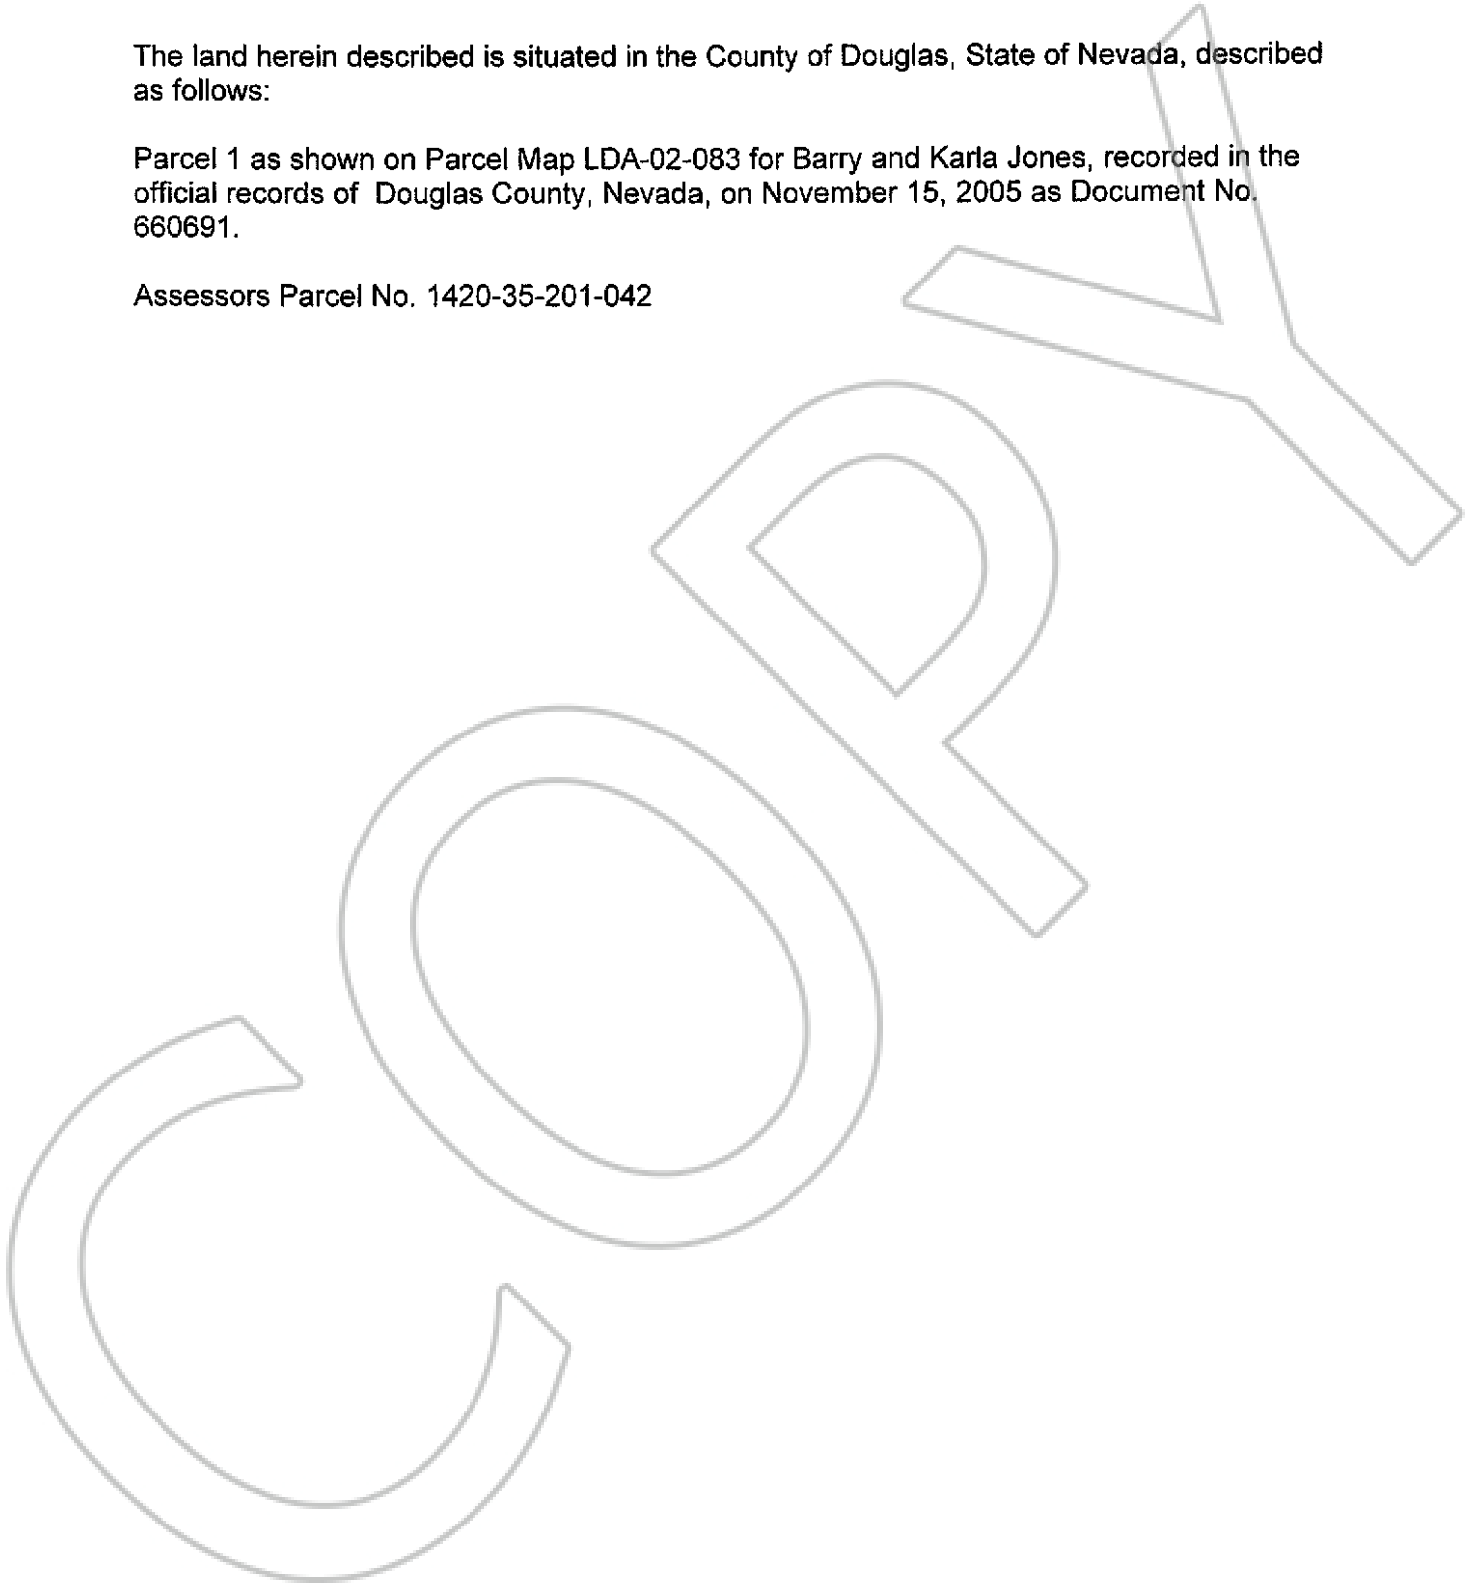 The land herein described is situated in the County of Douglas, State of Nevada, described
as follows:
Parcel 1 as shown on Parcel Map LDA-02-083 for Barry and Karla Jones, recorded in the
official records of Douglas County, Nevada, on November 15, 2005 as Document No.
660691.
Assessors Parcel No. 1420-35-201-042
COPY